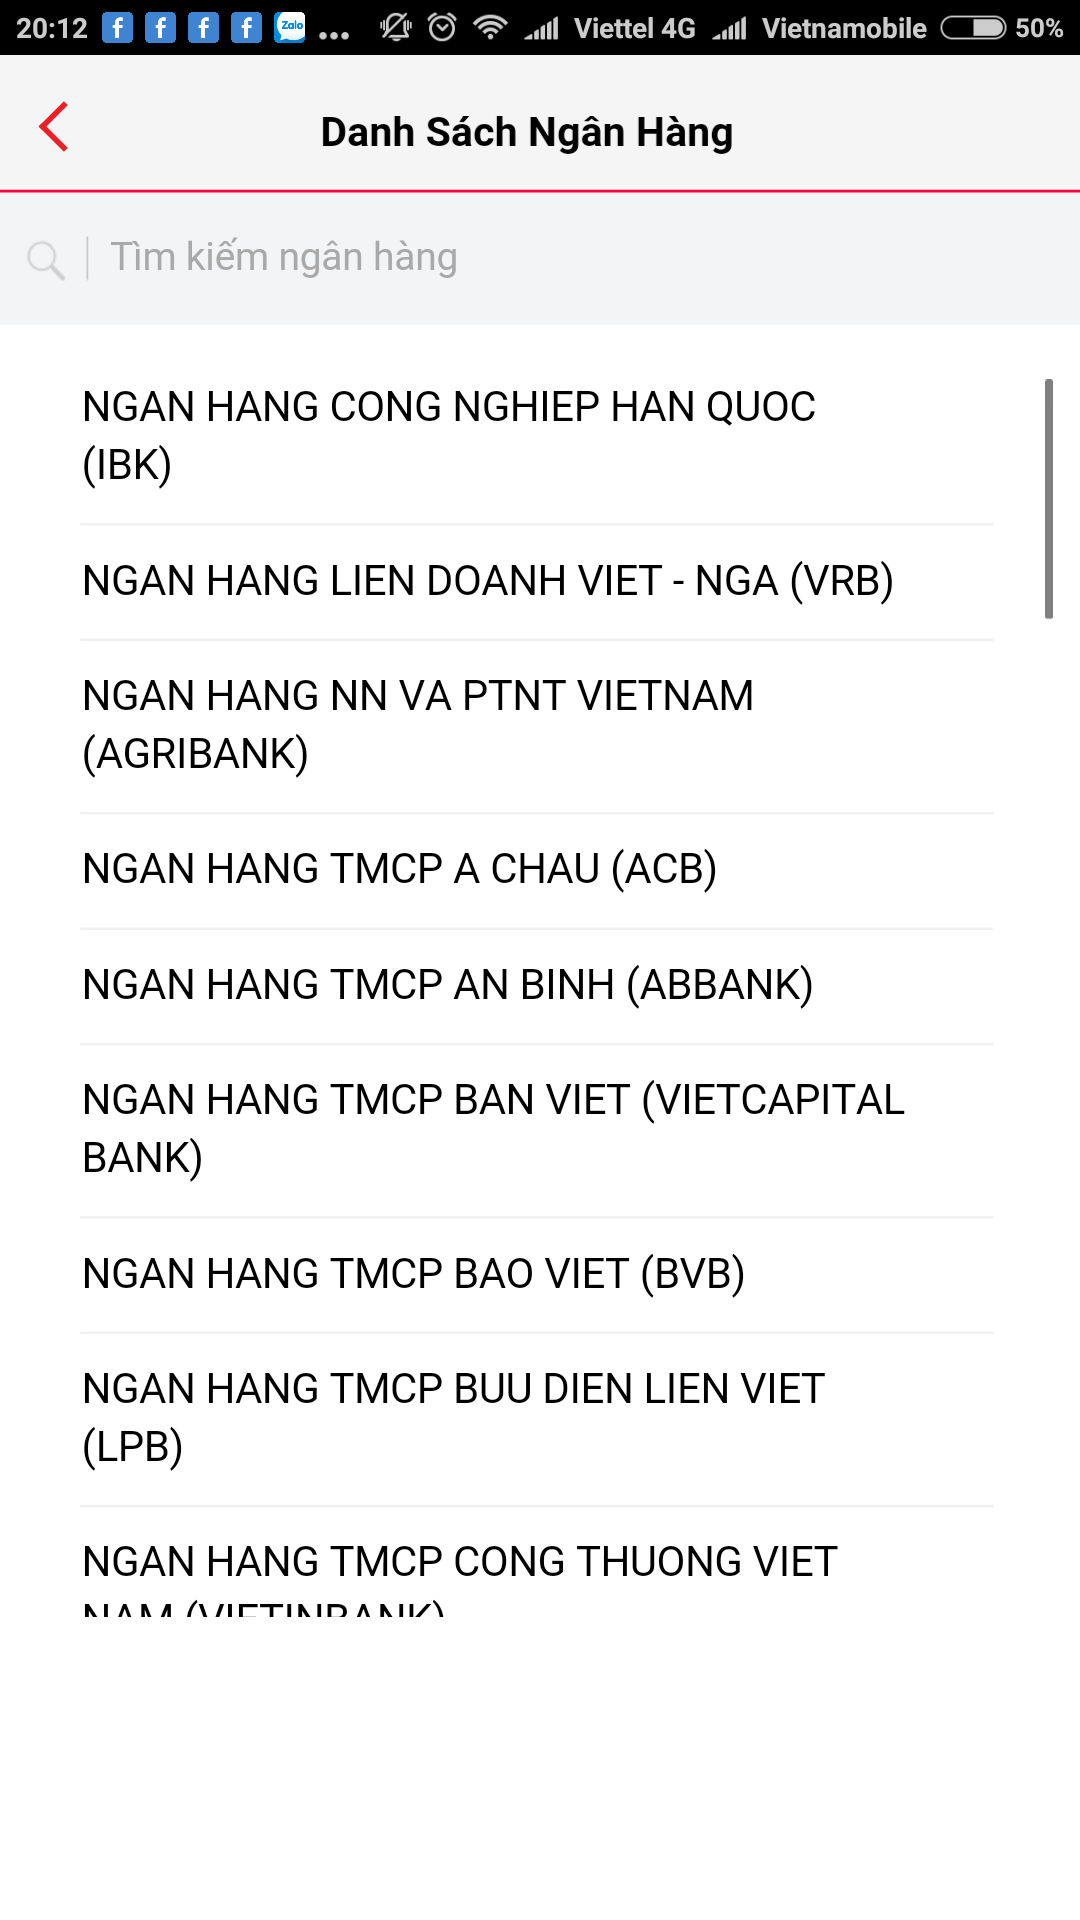 20:12 f f f f Zalo ... Viettel 4G Vietnamobile 50%
Danh Sách Ngân Hàng
Tìm kiếm ngân hàng
NGAN HANG CONG NGHIEP HAN QUOC
(IBK)
NGAN HANG LIEN DOANH VIET - NGA (VRB)
NGAN HANG NN VA PTNT VIETNAM
(AGRIBANK)
NGAN HANG TMCP A CHAU (ACB)
NGAN HANG TMCP AN BINH (ABBANK)
NGAN HANG TMCP BAN VIET (VIETCAPITAL
BANK)
NGAN HANG TMCP BAO VIET (BVB)
NGAN HANG TMCP BUU DIEN LIEN VIET
(LPB)
NGAN HANG TMCP CONG THUONG VIET
NAM (VIETINBANK)